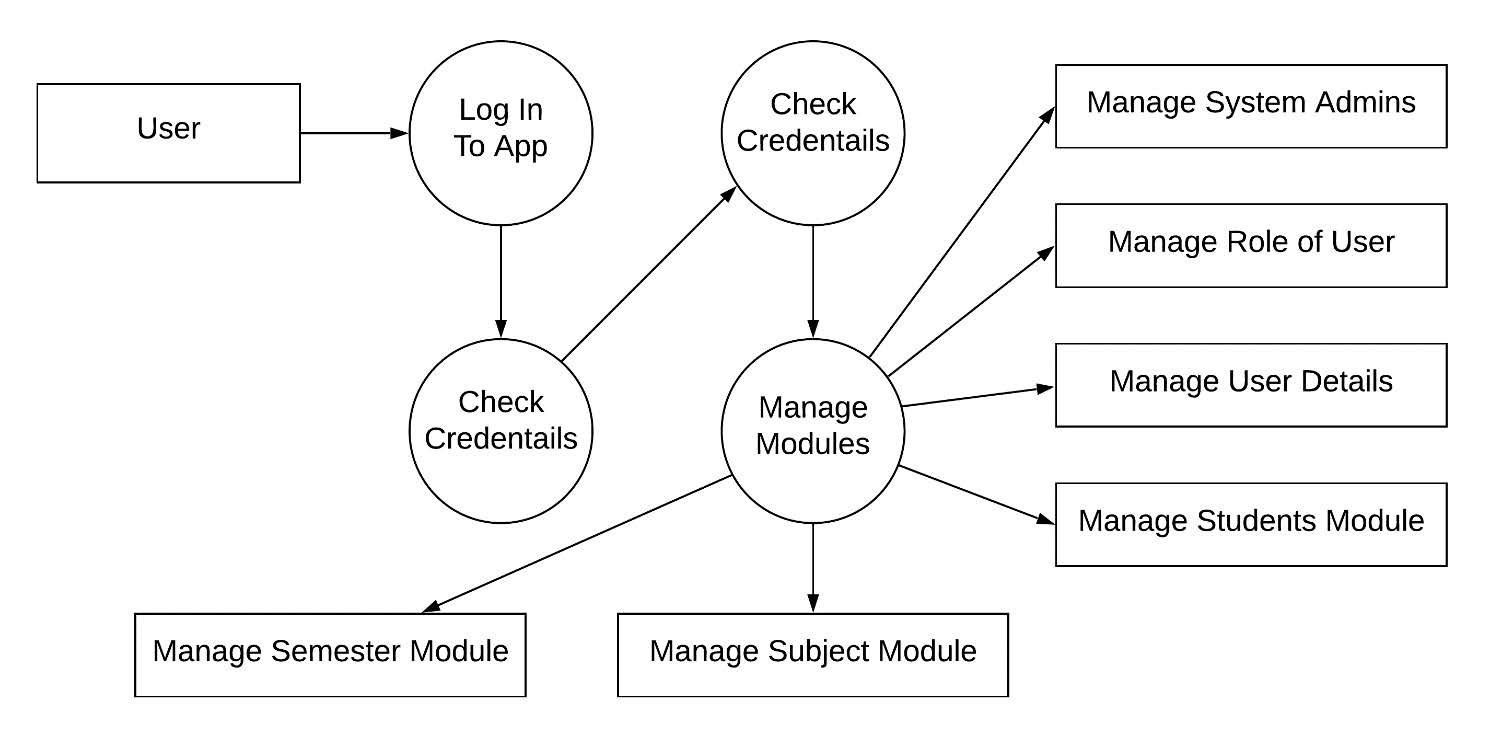 User
Log In
To App
Check
Credentails
Manage System Admins
Manage Role of User
Manage User Details
Check
Credentails
Manage
Modules
Manage Students Module
Manage Semester Module
Manage Subject Module